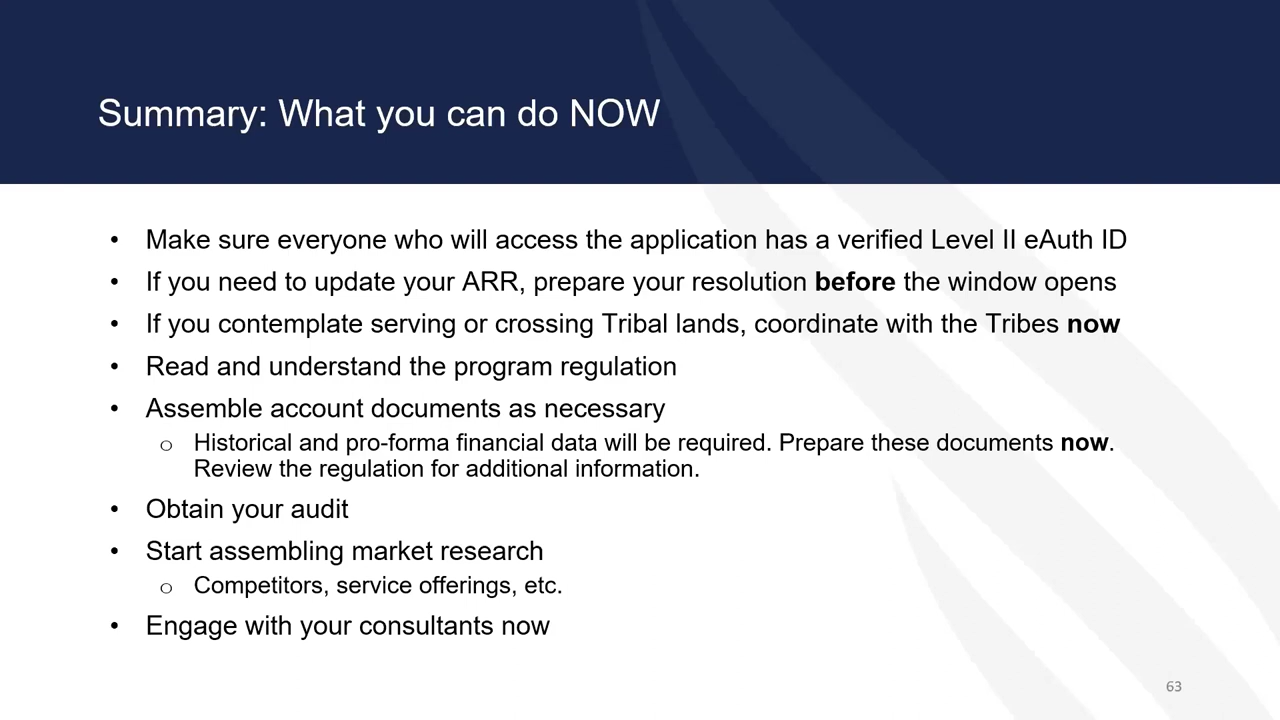 Summary: What you can do NOW
• Make sure everyone who will access the application has a verified Level II eAuth ID
• If you need to update your ARR, prepare your resolution before the window opens
• If you contemplate serving or crossing Tribal lands, coordinate with the Tribes now
• Read and understand the program regulation
• Assemble account documents as necessary
o Historical and pro-forma financial data will be required. Prepare these documents now.
Review the regulation for additional information.
• Obtain your audit
• Start assembling market research
o Competitors, service offerings, etc.
• Engage with your consultants now
63